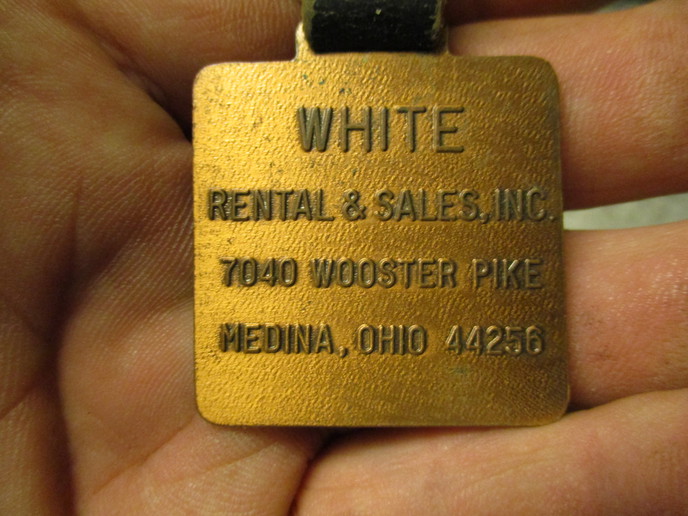 WHITE
RENTAL & SALES, INC.
7040 WOOSTER PIKE
MEDINA, OHIO 44256